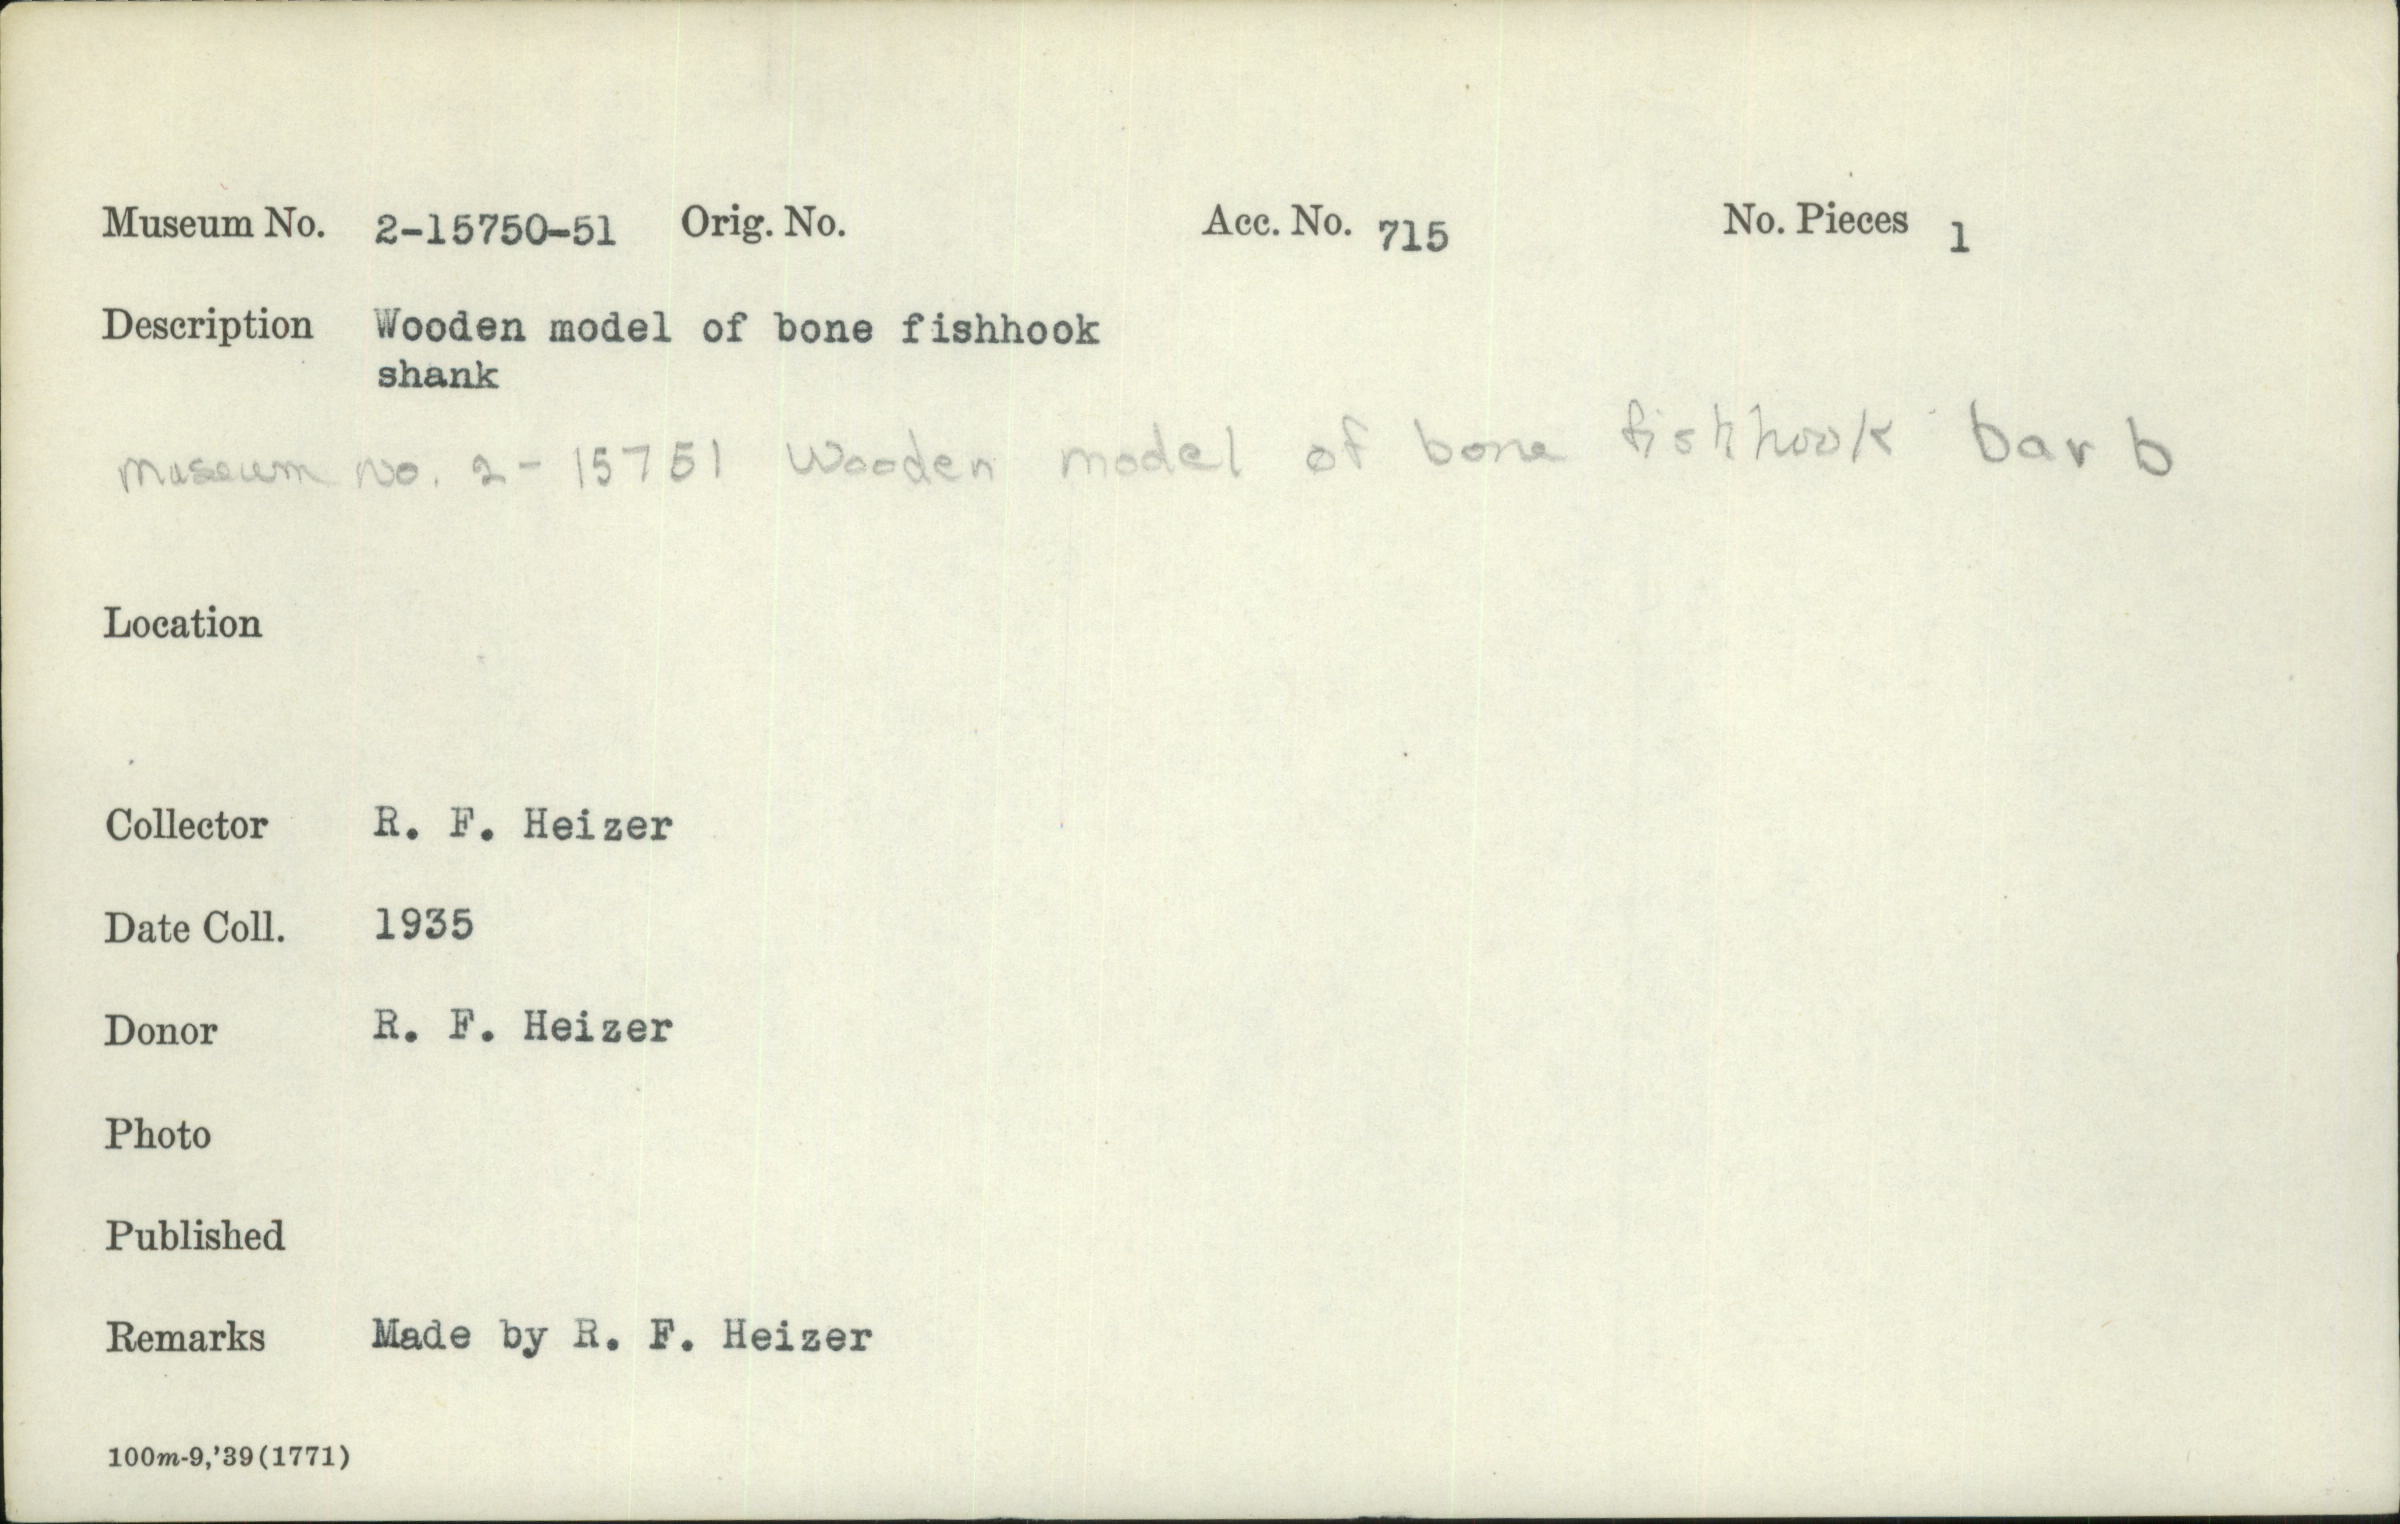 Museum No. 2-15750-51 Orig. No. Acc. No. 715 No. Pieces 1
Description Wooden model of bone fishhook
shank
Museum No. 2-15751 Wooden model of bone fishhook barb
Location
Collector R. F. Heizer
Date Coll. 1935
Donor R. F. Heizer
Photo
Published
Remarks Made by R. F. Heizer
100m-9,'39(1771)